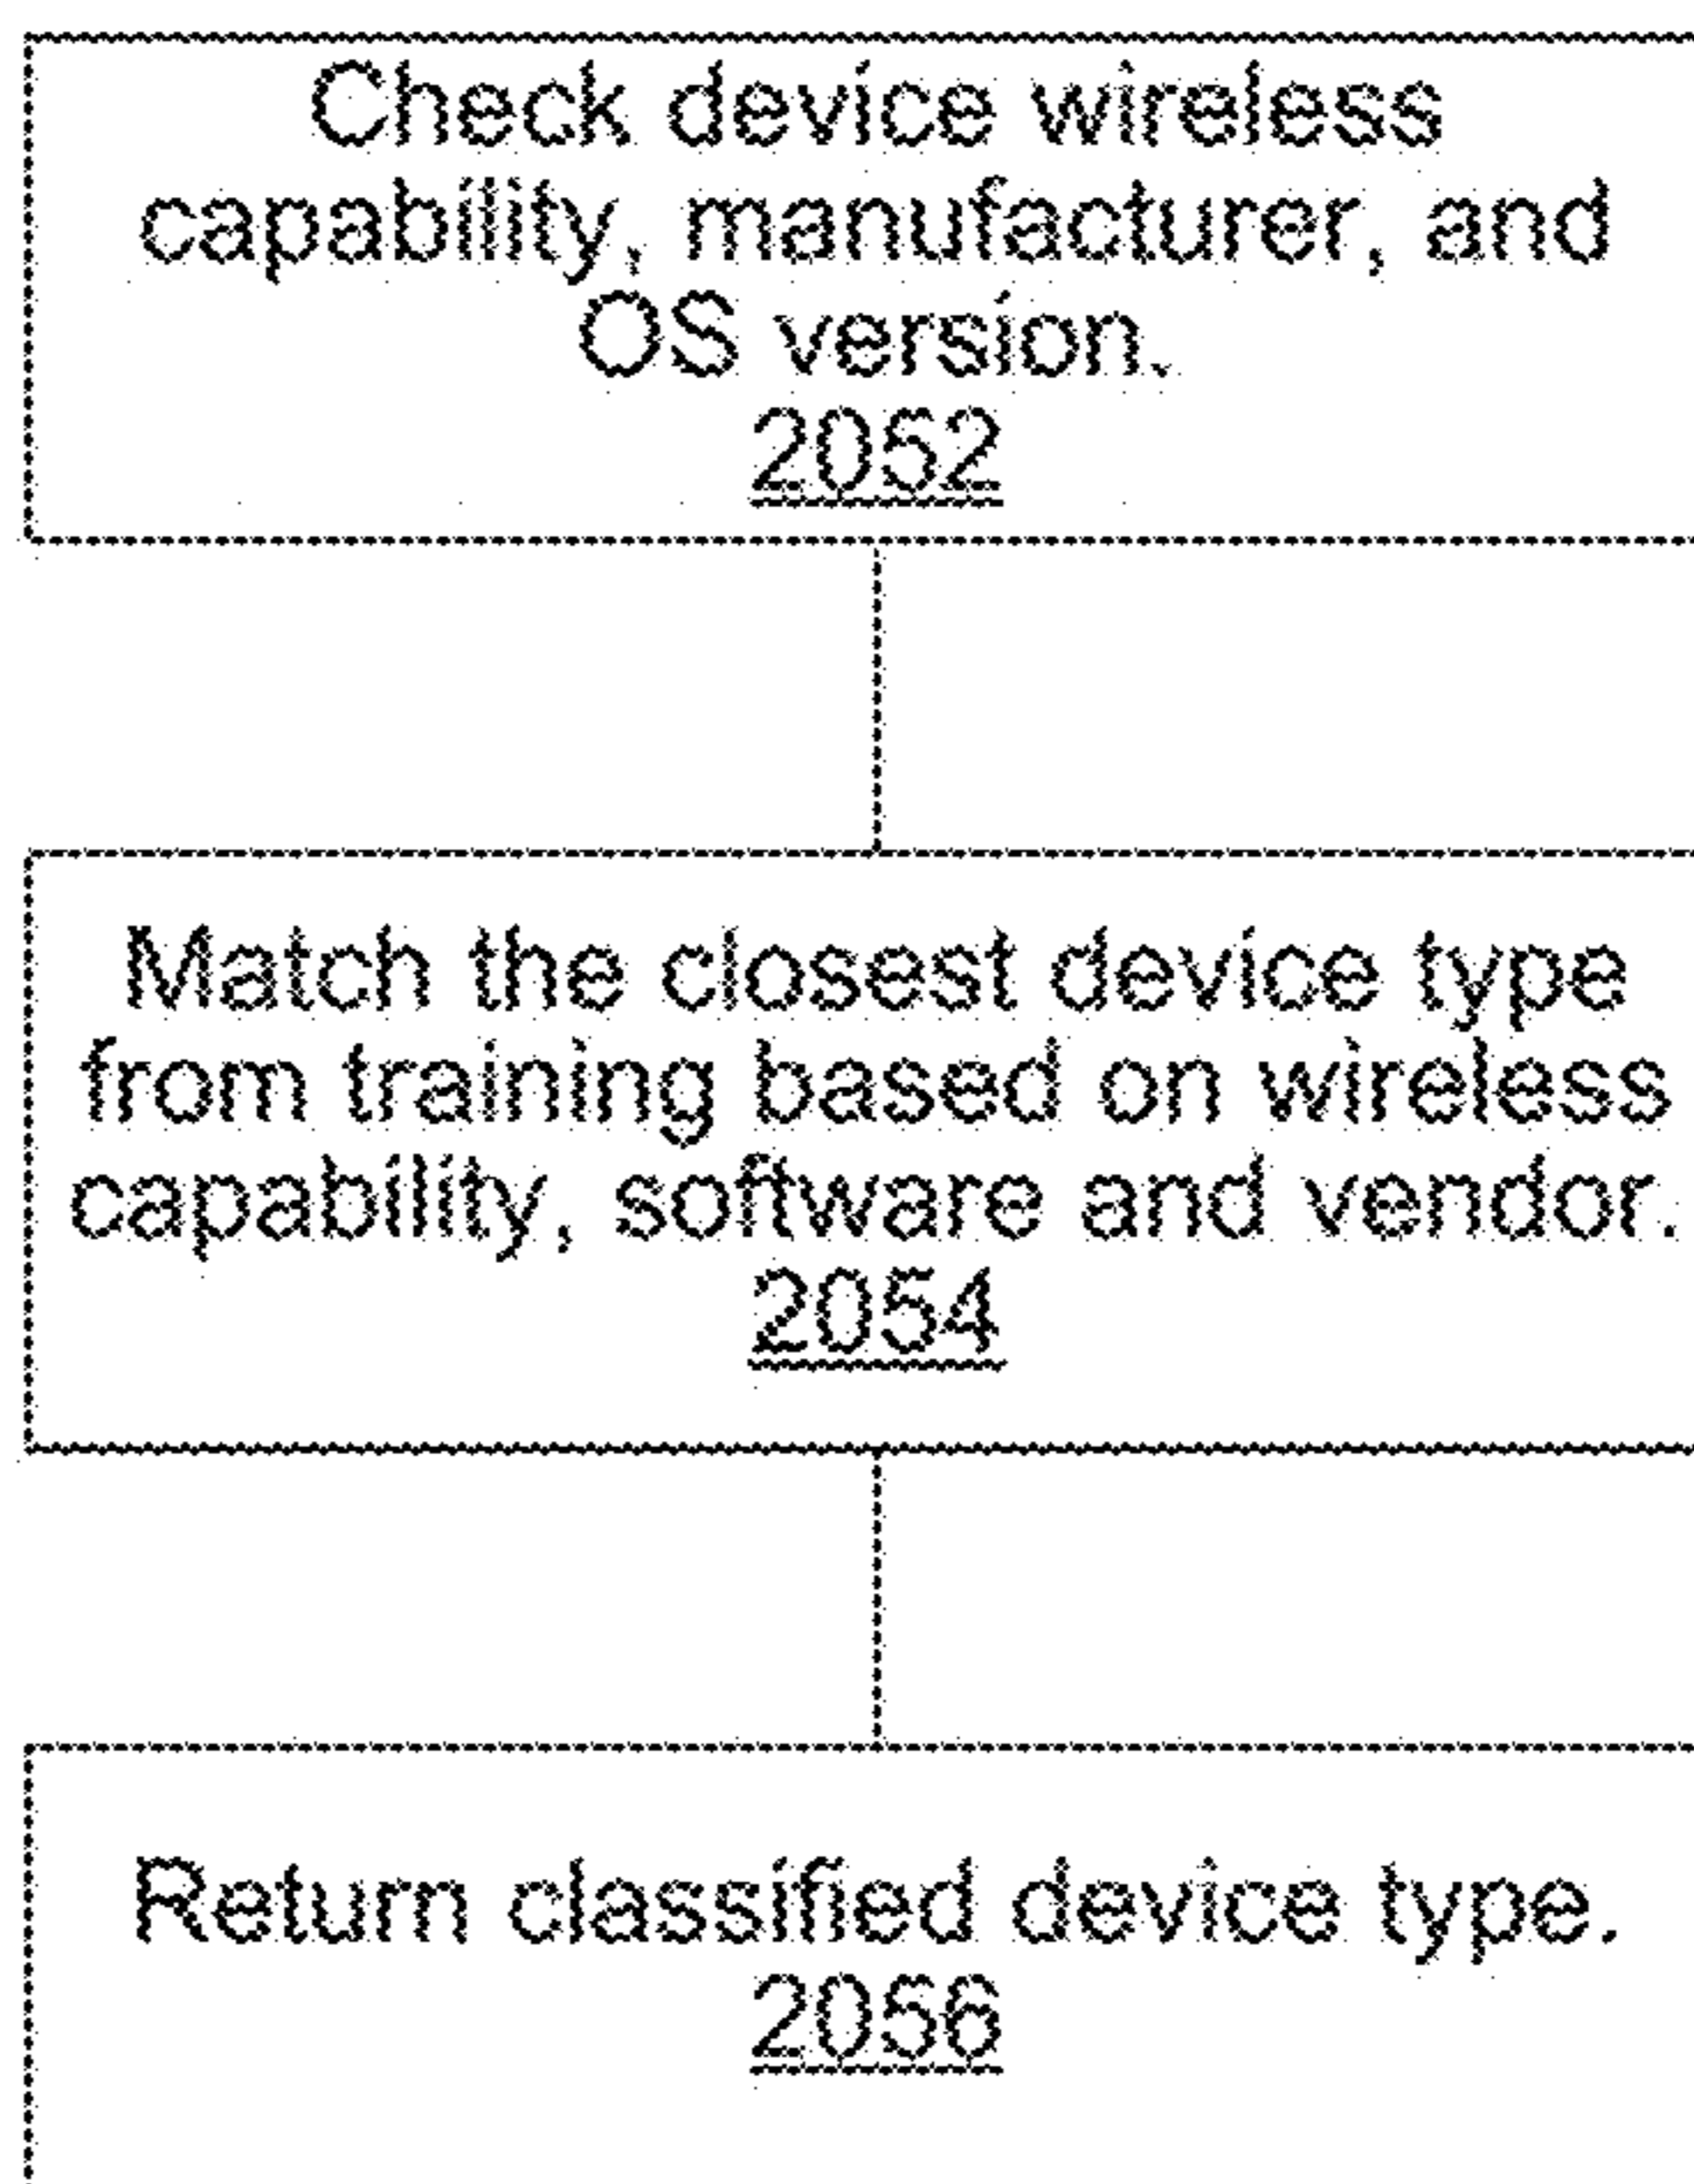 Check device wireless
capability, manufacturer, and
OS version.
2052
Match the closest device type
from training based on wireless
capability, software and vendor.
2054
Return classified device type.
2056